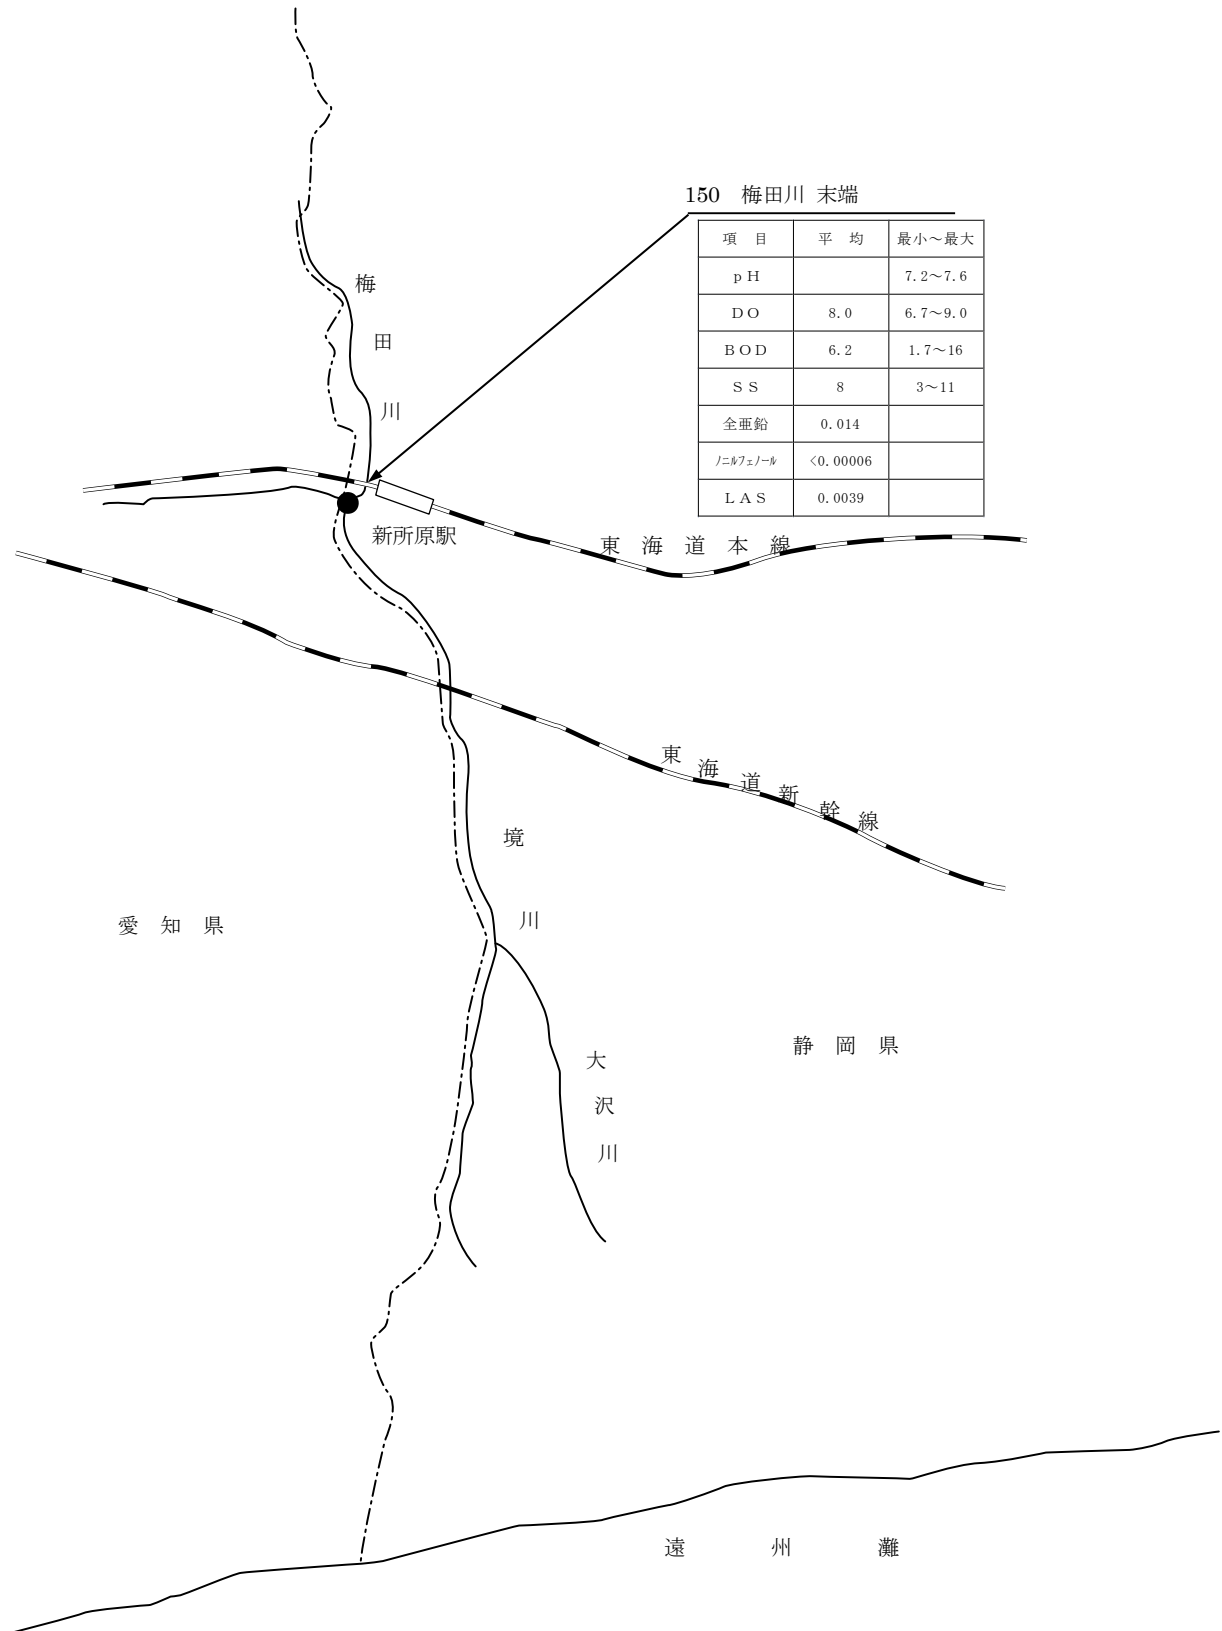 150　梅田川 末端
項　目 平　均 最小～最大
ｐＨ 7.2～7.6
ＤＯ 8.0 6.7～9.0
ＢＯＤ 6.2 1.7～16
ＳＳ 8 3～11
全亜鉛 0.014
ﾉﾆﾙﾌｪﾉｰﾙ <0.00006
ＬＡＳ 0.0039
梅田川
新所原駅
東　海　道　本　線
東海道新幹線
境川
愛　知　県
静　岡　県
大沢川
遠　州　灘